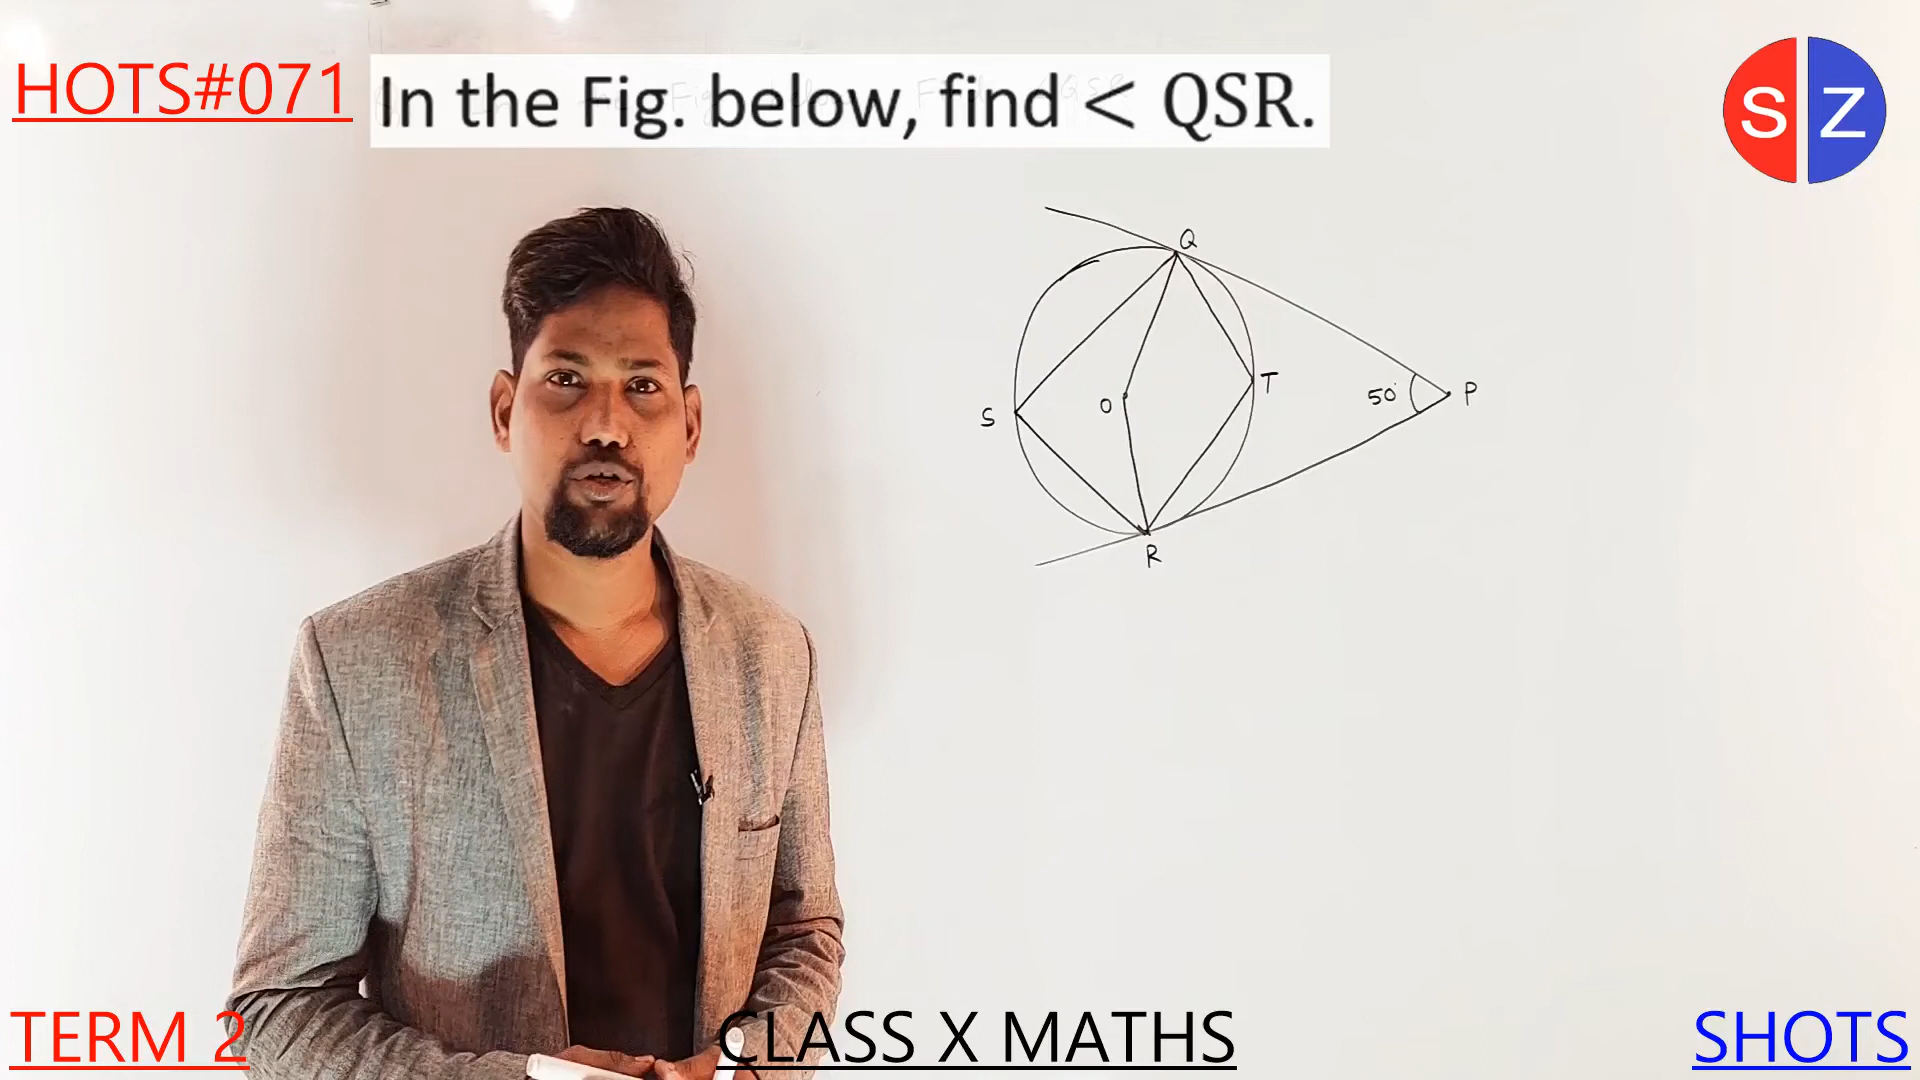 HOTS#071
In the Fig. below, find < QSR.
S Z
Q
T
50° P
O
S
R
TERM 2
CLASS X MATHS
SHOTS